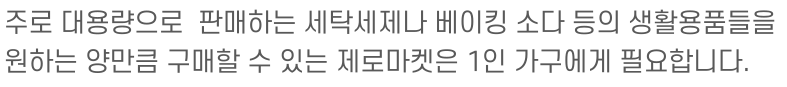 주로 대용량으로  판매하는 세탁세제나 베이킹 소다 등의 생활용품들을
원하는 양만큼 구매할 수 있는 제로마켓은 1인 가구에게 필요합니다.